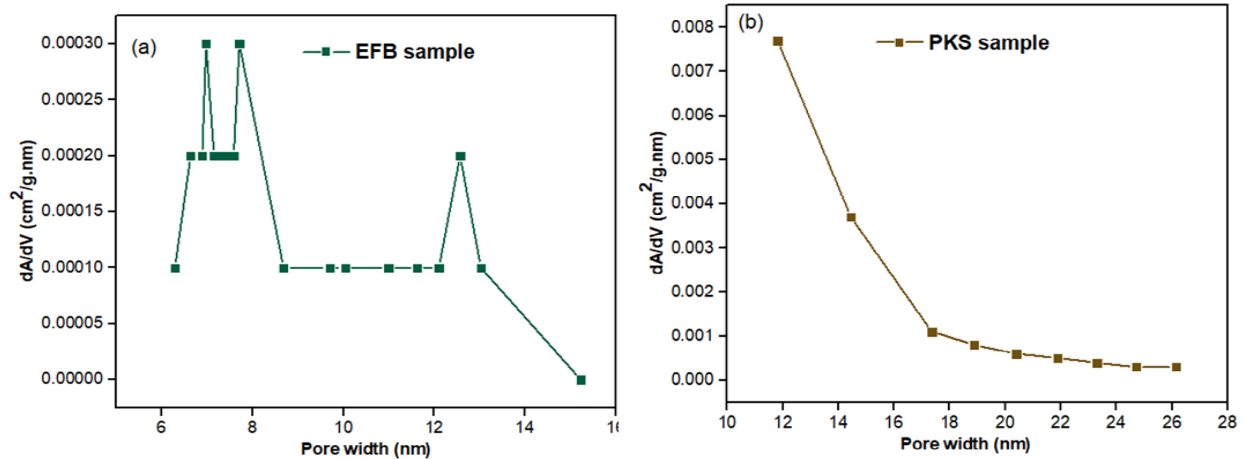 (a)
EFB sample
dA/dV (cm²/g.nm)
0.00030
0.00025
0.00020
0.00015
0.00010
0.00005
0.00000
6 8 10 12 14 16
Pore width (nm)
(b)
PKS sample
dA/dV (cm²/g.nm)
0.008
0.007
0.006
0.005
0.004
0.003
0.002
0.001
0.000
10 12 14 16 18 20 22 24 26 28
Pore width (nm)